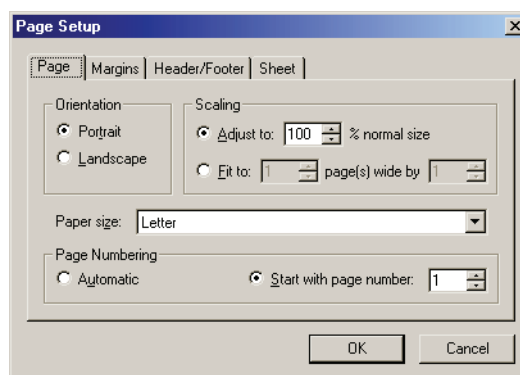 Page Setup
Page Margins Header/Footer Sheet
Orientation
Portrait
Landscape
Scaling
Adjust to: 100 % normal size
Fit to: 1 page(s) wide by 1
Paper size: Letter
Page Numbering
Automatic
Start with page number: 1
OK Cancel